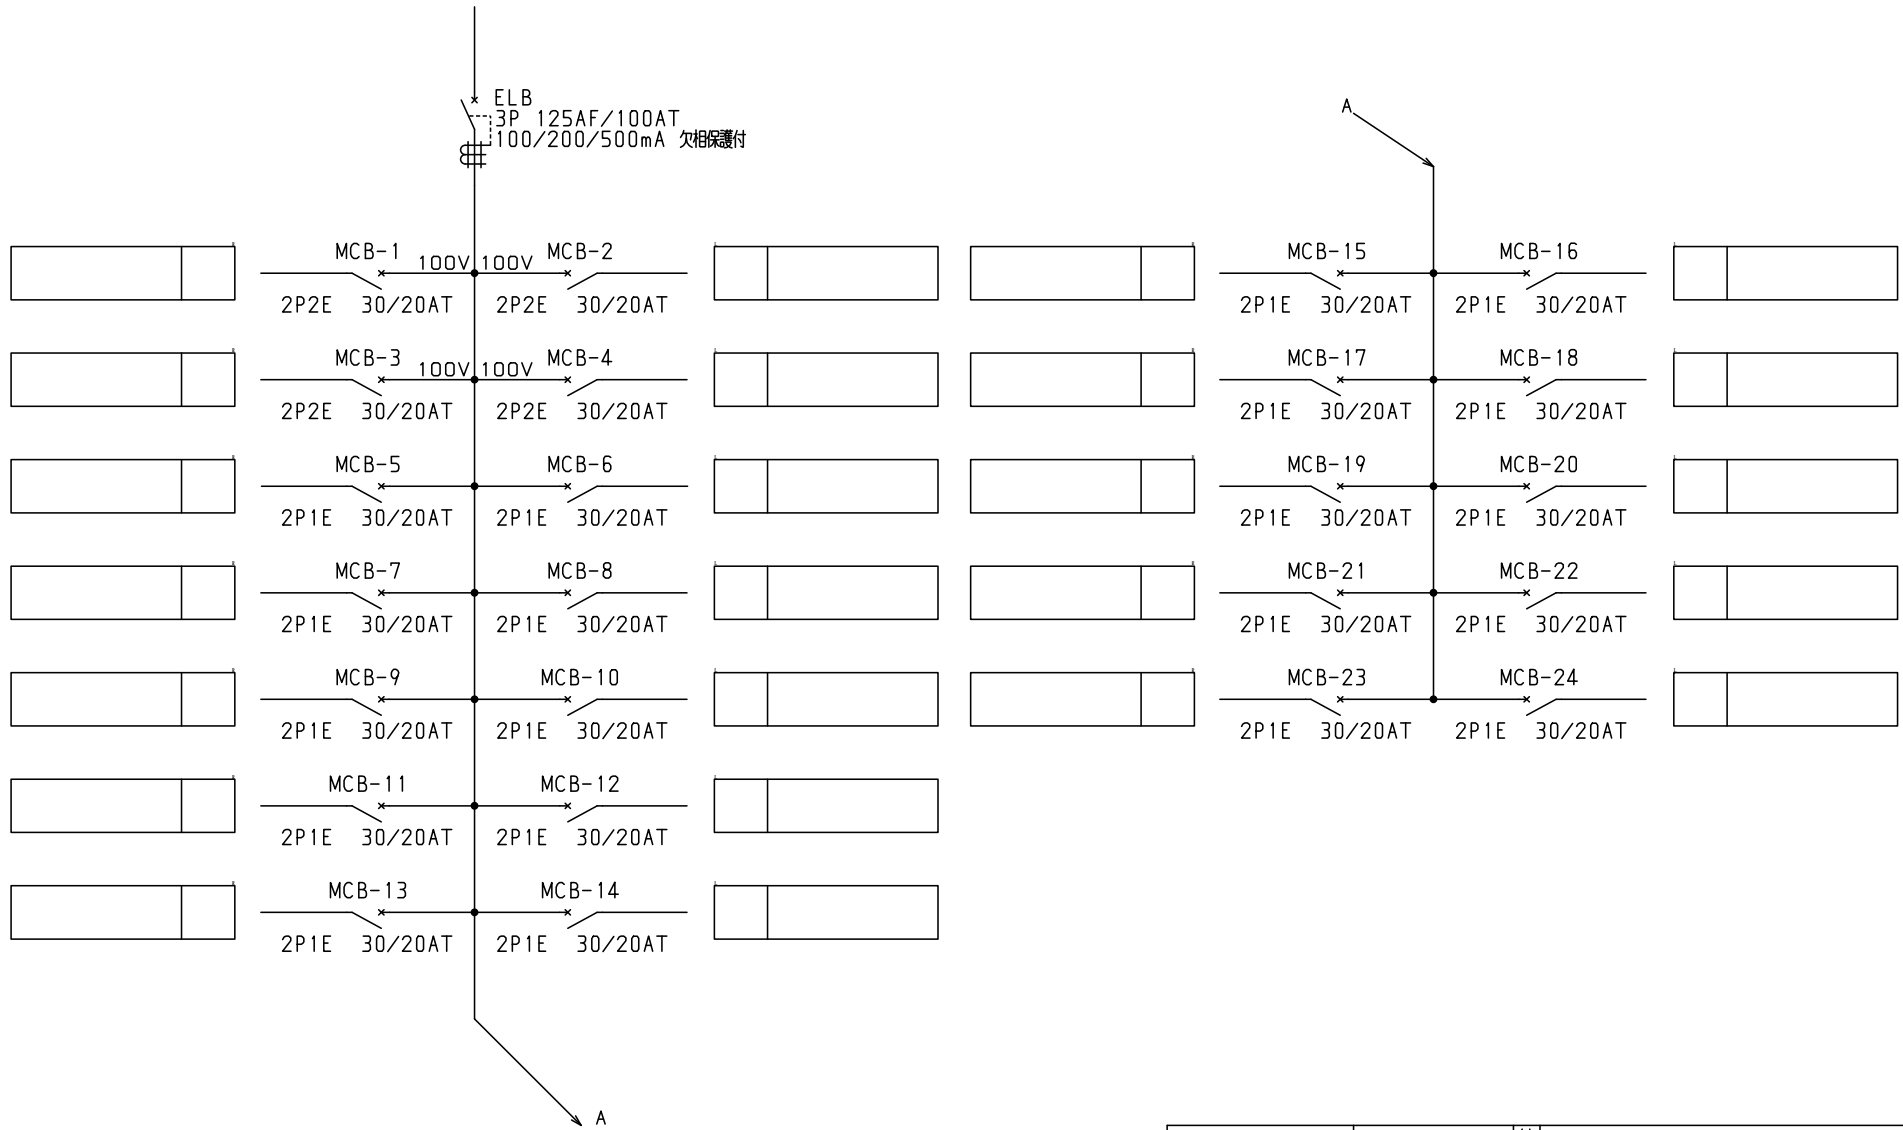 ELB
3P 125AF/100AT
100/200/500mA 欠相保護付
MCB-1 100V 100V MCB-2
2P2E 30/20AT 2P2E 30/20AT
MCB-3 100V 100V MCB-4
2P2E 30/20AT 2P2E 30/20AT
MCB-5 MCB-6
2P1E 30/20AT 2P1E 30/20AT
MCB-7 MCB-8
2P1E 30/20AT 2P1E 30/20AT
MCB-9 MCB-10
2P1E 30/20AT 2P1E 30/20AT
MCB-11 MCB-12
2P1E 30/20AT 2P1E 30/20AT
MCB-13 MCB-14
2P1E 30/20AT 2P1E 30/20AT
A
A
MCB-15 MCB-16
2P1E 30/20AT 2P1E 30/20AT
MCB-17 MCB-18
2P1E 30/20AT 2P1E 30/20AT
MCB-19 MCB-20
2P1E 30/20AT 2P1E 30/20AT
MCB-21 MCB-22
2P1E 30/20AT 2P1E 30/20AT
MCB-23 MCB-24
2P1E 30/20AT 2P1E 30/20AT